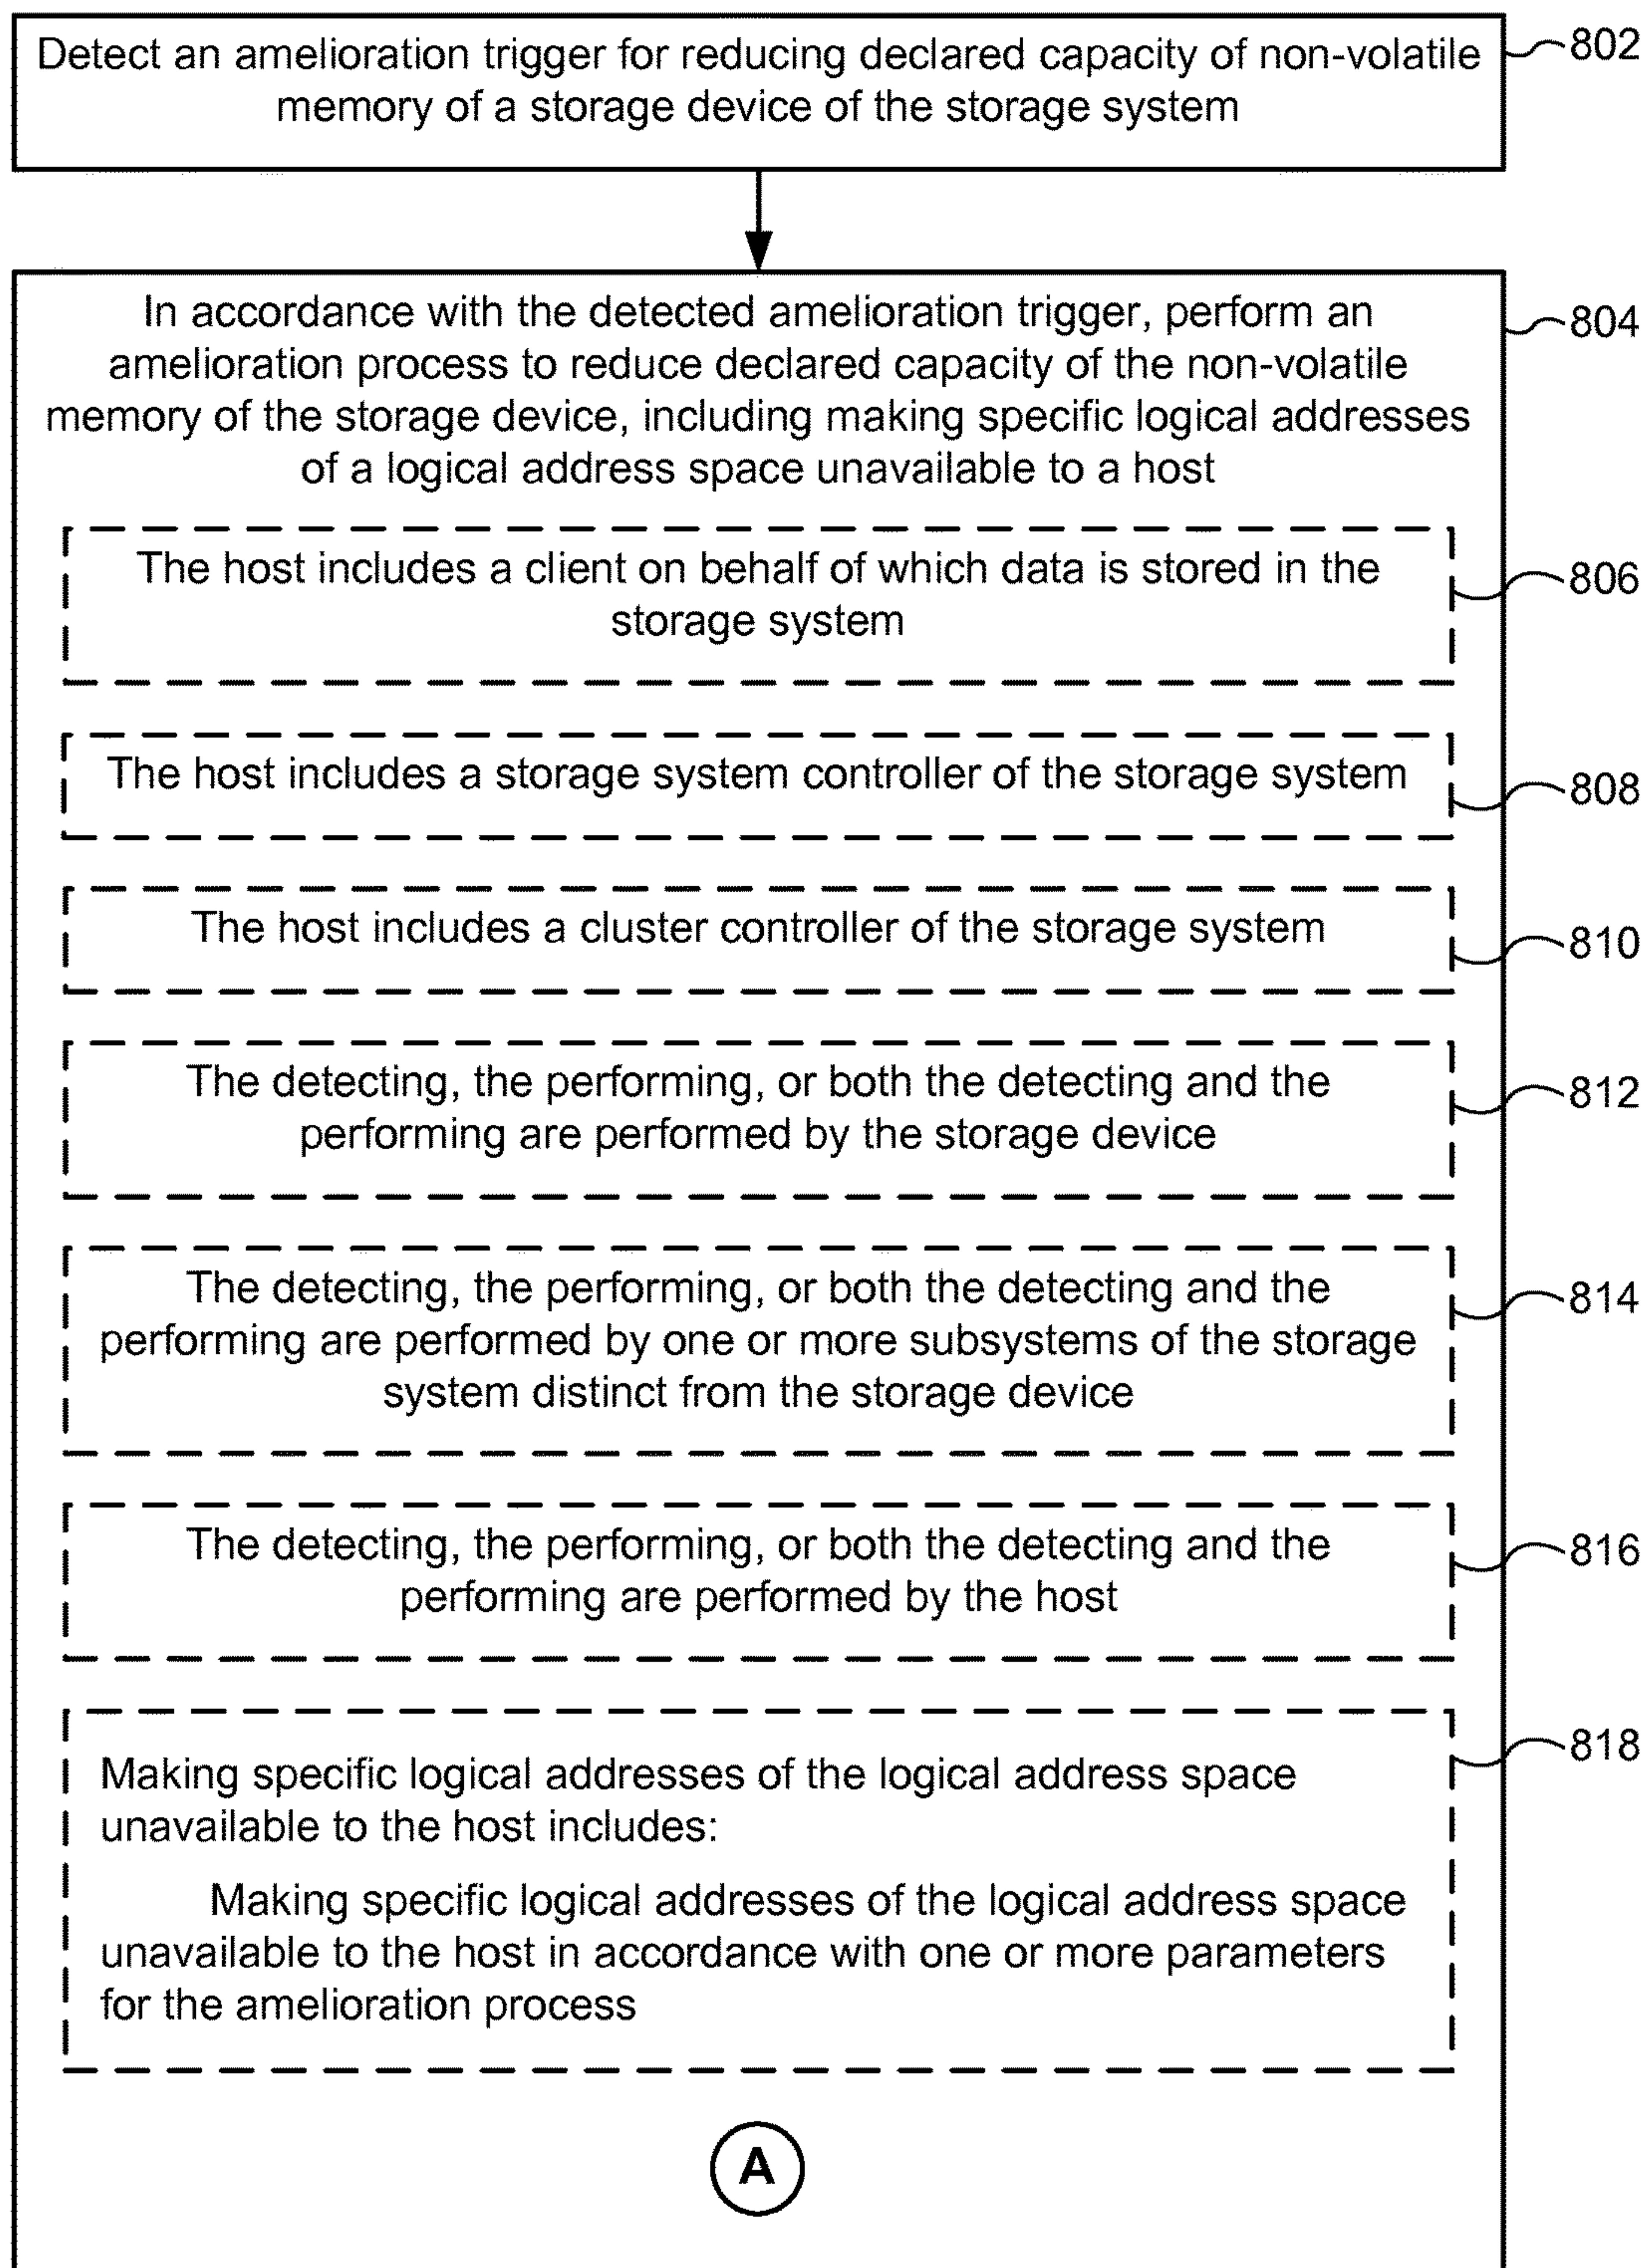 Detect an amelioration trigger for reducing declared capacity of non-volatile
memory of a storage device of the storage system
802
In accordance with the detected amelioration trigger, perform an
amelioration process to reduce declared capacity of the non-volatile
memory of the storage device, including making specific logical addresses
of a logical address space unavailable to a host
804
The host includes a client on behalf of which data is stored in the
storage system
806
The host includes a storage system controller of the storage system
808
The host includes a cluster controller of the storage system
810
The detecting, the performing, or both the detecting and the
performing are performed by the storage device
812
The detecting, the performing, or both the detecting and the
performing are performed by one or more subsystems of the storage
system distinct from the storage device
814
The detecting, the performing, or both the detecting and the
performing are performed by the host
816
Making specific logical addresses of the logical address space
unavailable to the host includes:
Making specific logical addresses of the logical address space
unavailable to the host in accordance with one or more parameters
for the amelioration process
818
A